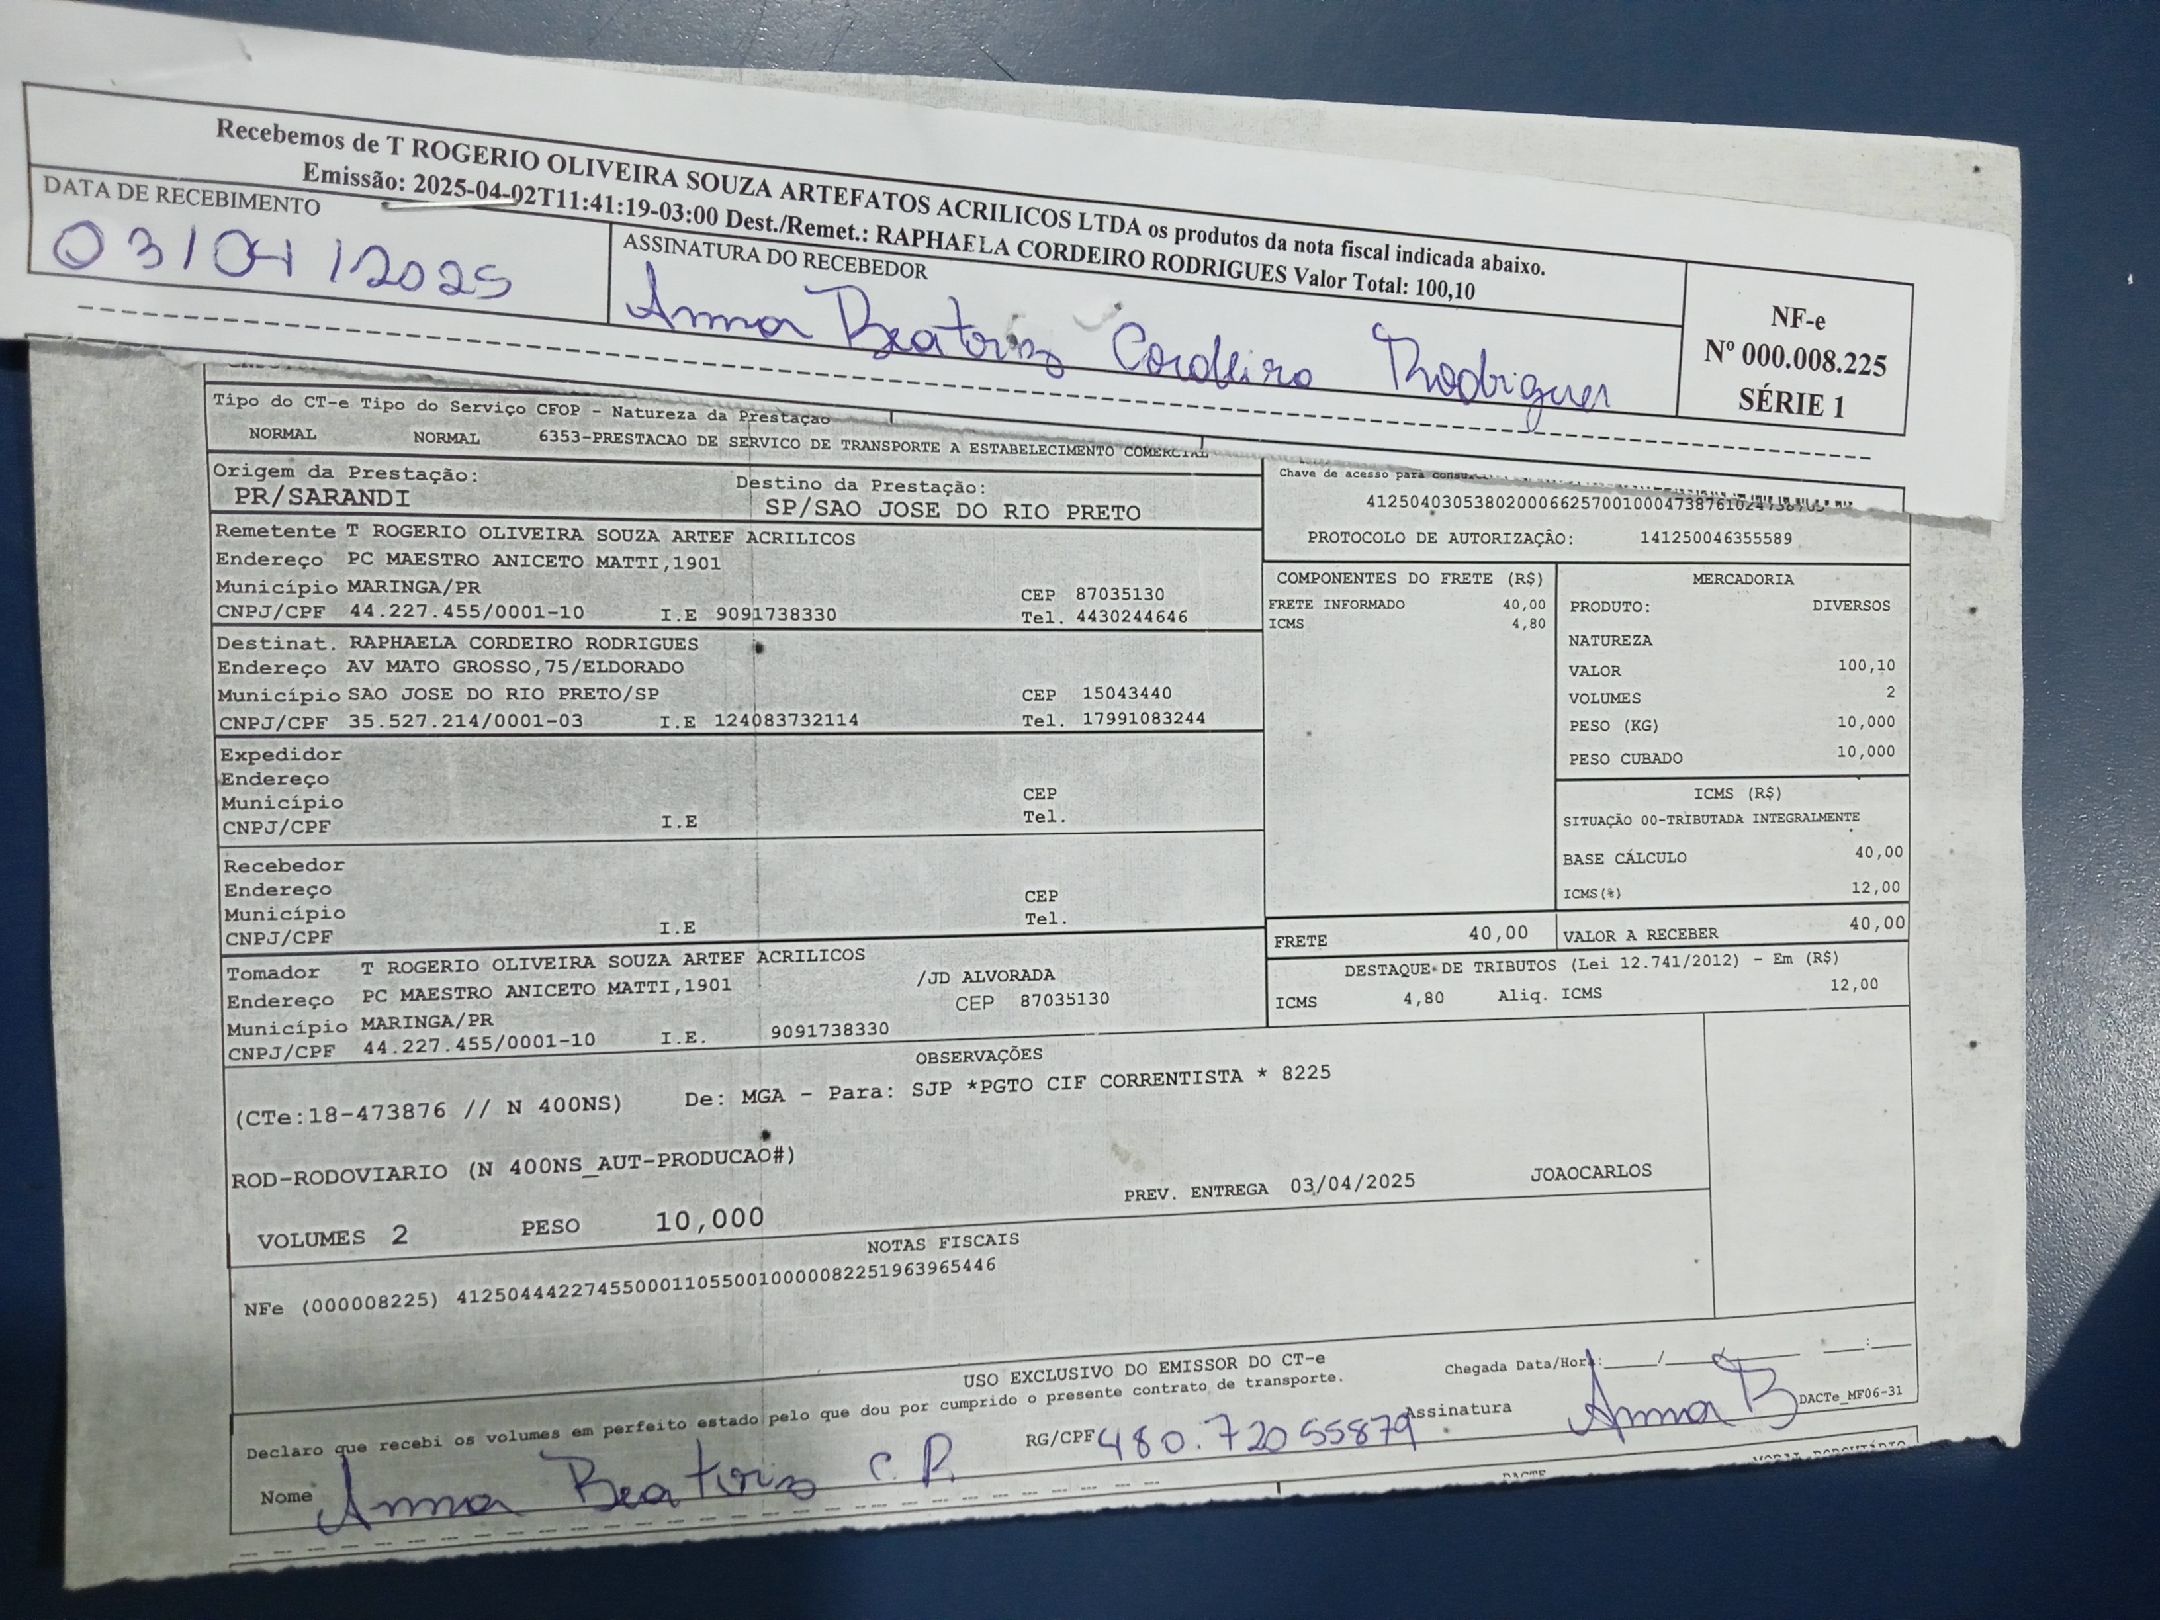 Recebemos de T ROGERIO OLIVEIRA SOUZA ARTEFATOS ACRILICOS LTDA os produtos da nota fiscal indicada abaixo.
Emissão: 2025-04-02T11:41:19-03:00 Dest./Remet.: RAPHAELA CORDEIRO RODRIGUES Valor Total: 100,10
DATA DE RECEBIMENTO
03/04/2025
ASSINATURA DO RECEBEDOR
Anna Beatoris Cordeiro Rodrigues
NF-e
Nº 000.008.225
SÉRIE 1
Tipo do CT-e Tipo do Serviço CFOP - Natureza da Prestação
NORMAL NORMAL 6353-PRESTACAO DE SERVICO DE TRANSPORTE A ESTABELECIMENTO COMERCIAL
Origem da Prestação: Destino da Prestação:
PR/SARANDI SP/SAO JOSE DO RIO PRETO
Chave de acesso para
PROTOCOLO DE AUTORIZAÇÃO: 141250046355589
Remetente T ROGERIO OLIVEIRA SOUZA ARTEF ACRILICOS
Endereço PC MAESTRO ANICETO MATTI,1901
Município MARINGA/PR CEP 87035130
CNPJ/CPF 44.227.455/0001-10 I.E 9091738330 Tel. 4430244646
Destinat. RAPHAELA CORDEIRO RODRIGUES
Endereço AV MATO GROSSO,75/ELDORADO
Município SAO JOSE DO RIO PRETO/SP CEP 15043440
CNPJ/CPF 35.527.214/0001-03 I.E 124083732114 Tel. 17991083244
Expedidor
Endereço
Município CEP
CNPJ/CPF I.E Tel.
Recebedor
Endereço CEP
Município Tel.
CNPJ/CPF I.E
Tomador T ROGERIO OLIVEIRA SOUZA ARTEF ACRILICOS
Endereço PC MAESTRO ANICETO MATTI,1901 /JD ALVORADA
Município MARINGA/PR CEP 87035130
CNPJ/CPF 44.227.455/0001-10 I.E. 9091738330
COMPONENTES DO FRETE (R$)
FRETE INFORMADO 40,00
ICMS 4,80
MERCADORIA
PRODUTO: DIVERSOS
NATUREZA
VALOR 100,10
VOLUMES 2
PESO (KG) 10,000
PESO CUBADO 10,000
ICMS (R$)
SITUAÇÃO 00-TRIBUTADA INTEGRALMENTE
BASE CÁLCULO 40,00
ICMS(%) 12,00
FRETE 40,00 VALOR A RECEBER 40,00
DESTAQUE DE TRIBUTOS (Lei 12.741/2012) - Em (R$)
ICMS 4,80 Aliq. ICMS 12,00
OBSERVAÇÕES
(CTe:18-473876 // N 400NS) De: MGA - Para: SJP *PGTO CIF CORRENTISTA * 8225
ROD-RODOVIARIO (N 400NS_AUT-PRODUCAO#)
PREV. ENTREGA 03/04/2025 JOAOCARLOS
VOLUMES 2 PESO 10,000
NOTAS FISCAIS
NFe (000008225) 41250444227455000110550010000082251963965446
USO EXCLUSIVO DO EMISSOR DO CT-e
Chegada Data/Hora:____/____/____ ___:___
Declaro que recebi os volumes em perfeito estado pelo que dou por cumprido o presente contrato de transporte.
Nome Anna Beatoris C.R. RG/CPF 480.72055879 Assinatura Anna B
DACTe_MF06-31
DACTE